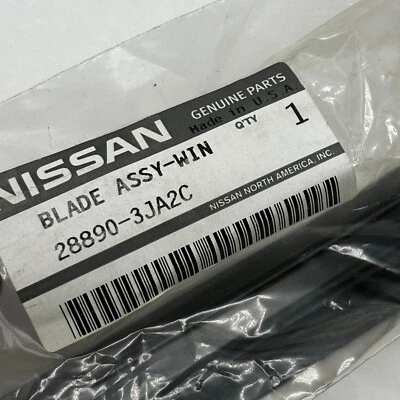 NISSAN
GENUINE PARTS
Made in U.S.A.
QTY 1
BLADE ASSY-WIN
28890-3JA2C
NISSAN NORTH AMERICA, INC.